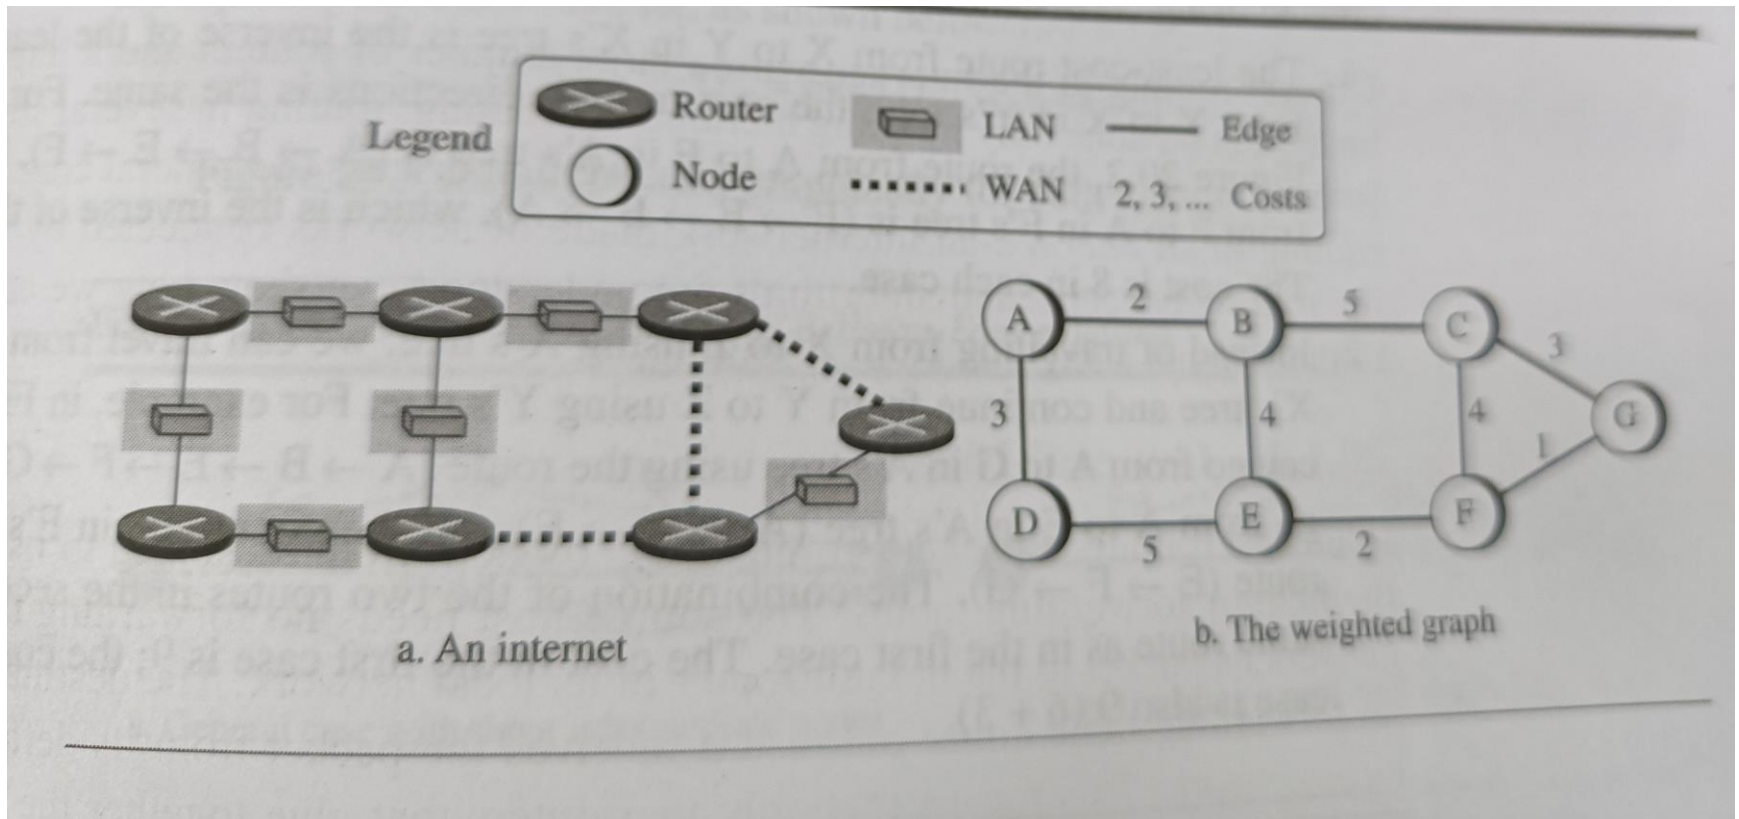 Legend
Router
LAN
Edge
Node
WAN
2, 3, ... Costs
A
2
B
5
C
3
3
4
4
G
1
D
5
E
2
F
a. An internet
b. The weighted graph